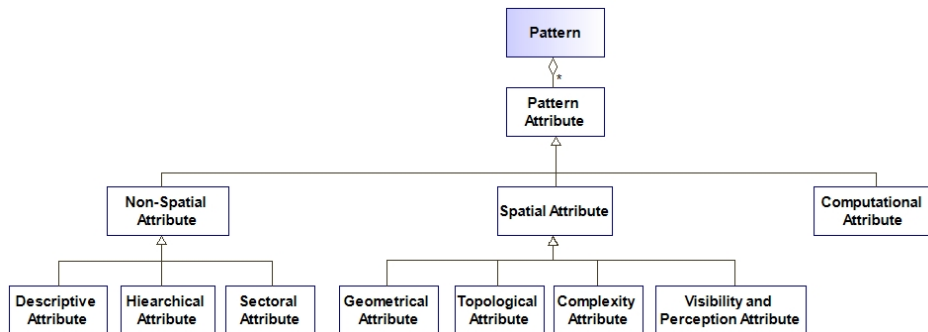 Pattern
*
Pattern
Attribute
Non-Spatial
Attribute
Spatial Attribute
Computational
Attribute
Descriptive
Attribute
Hiearchical
Attribute
Sectoral
Attribute
Geometrical
Attribute
Topological
Attribute
Complexity
Attribute
Visibility and
Perception Attribute